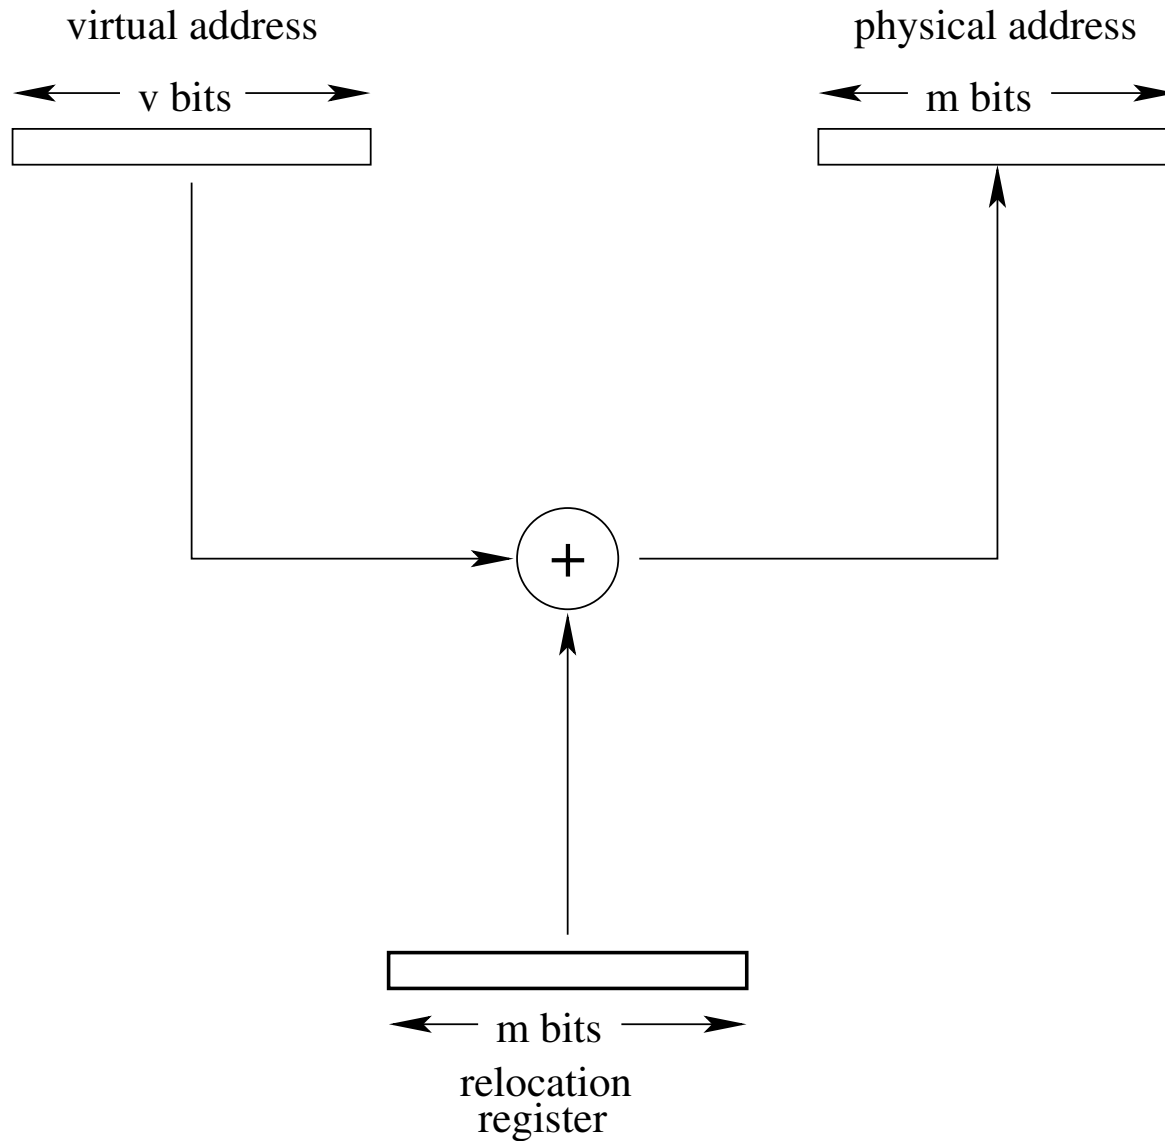 virtual address
physical address
v bits
m bits
+
m bits
relocation
register